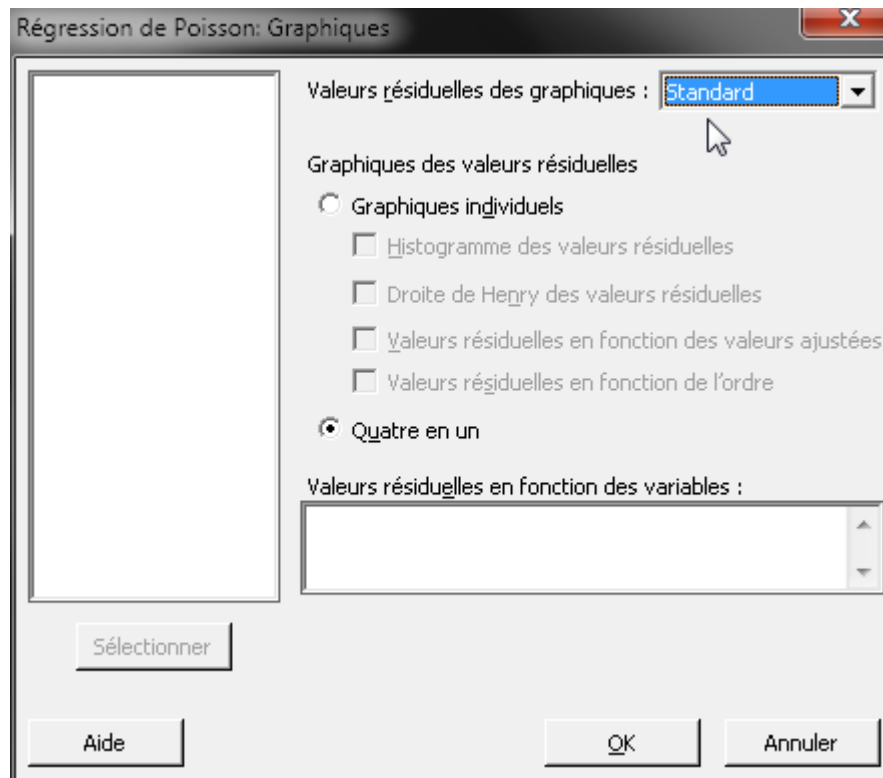 Régression de Poisson: Graphiques
Valeurs résiduelles des graphiques :
Standard
Graphiques des valeurs résiduelles
Graphiques individuels
Histogramme des valeurs résiduelles
Droite de Henry des valeurs résiduelles
Valeurs résiduelles en fonction des valeurs ajustées
Valeurs résiduelles en fonction de l'ordre
Quatre en un
Valeurs résiduelles en fonction des variables :
Sélectionner
Aide
OK
Annuler